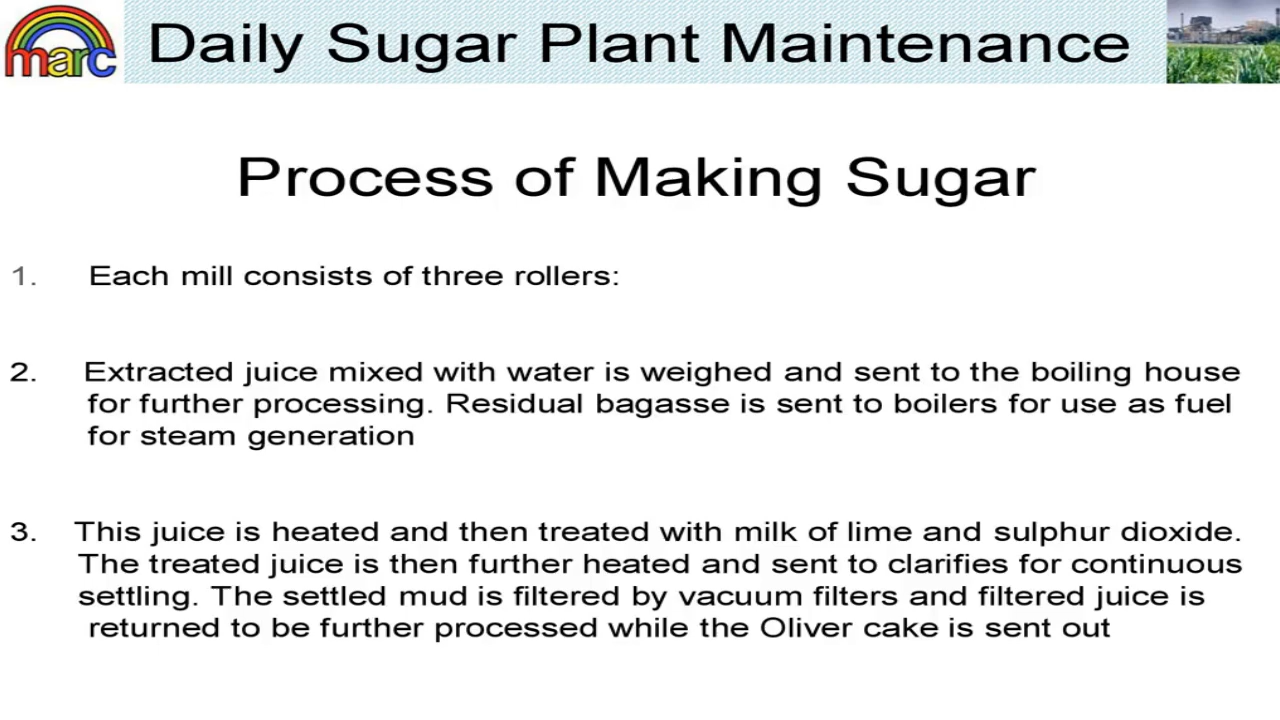 marc
Daily Sugar Plant Maintenance
Process of Making Sugar
1. Each mill consists of three rollers:
2. Extracted juice mixed with water is weighed and sent to the boiling house
for further processing. Residual bagasse is sent to boilers for use as fuel
for steam generation
3. This juice is heated and then treated with milk of lime and sulphur dioxide.
The treated juice is then further heated and sent to clarifies for continuous
settling. The settled mud is filtered by vacuum filters and filtered juice is
returned to be further processed while the Oliver cake is sent out